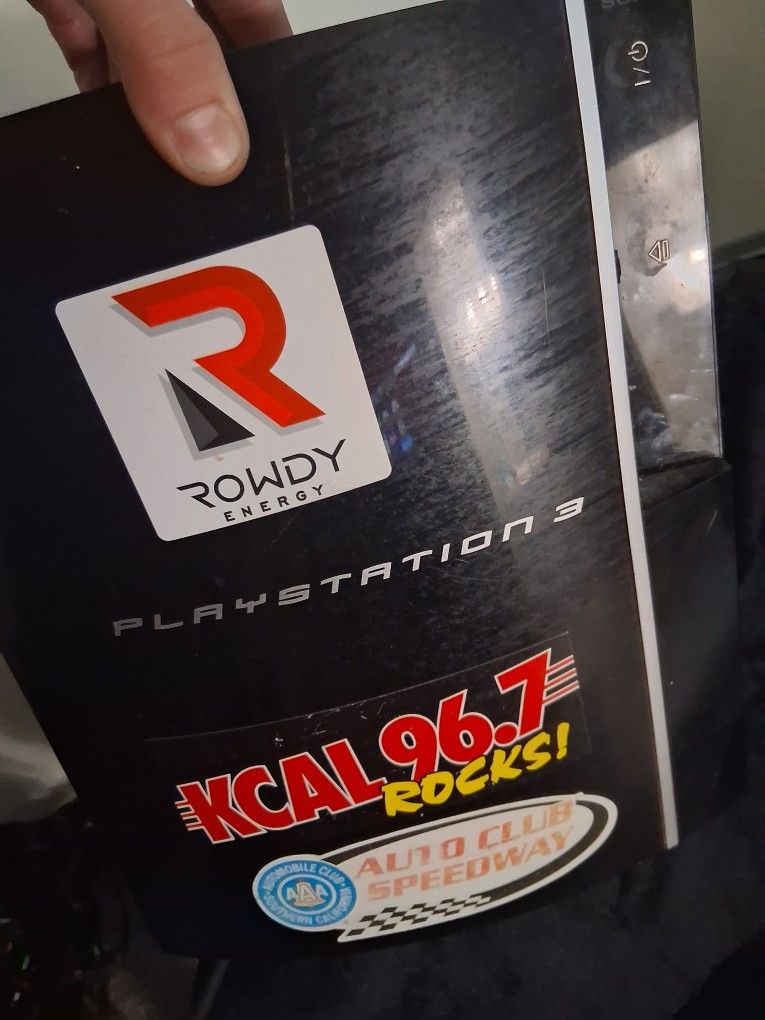 R
ROWDY
ENERGY
PLAYSTATION 3
KCAL 96.7
ROCKS!
AUTO CLUB
SPEEDWAY
AUTOMOBILE CLUB
AAA
SOUTHERN CALIFORNIA